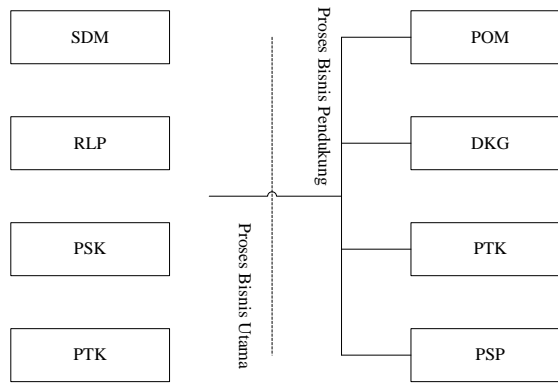 SDM
RLP
PSK
PTK
Proses Bisnis Utama
Proses Bisnis Pendukung
POM
DKG
PTK
PSP